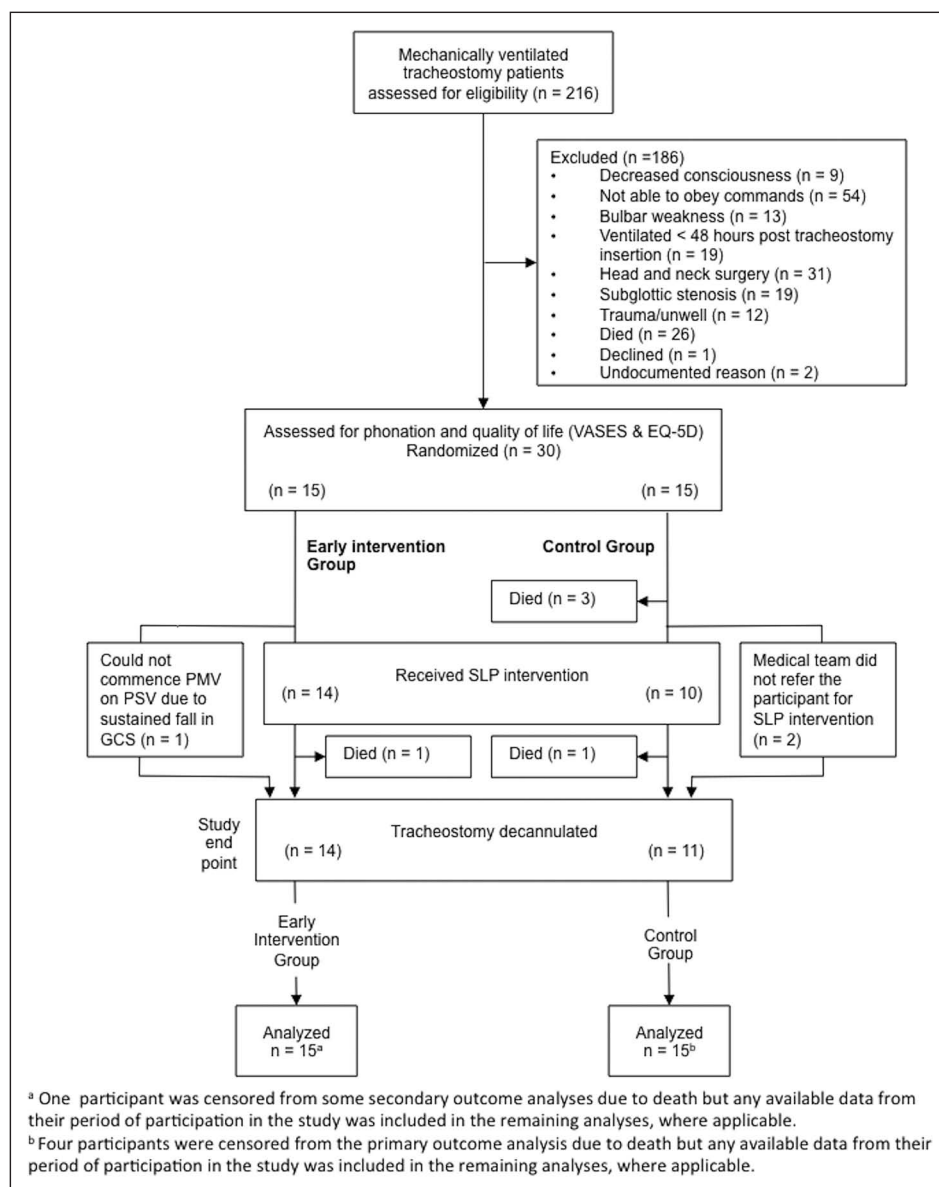 Mechanically ventilated
tracheostomy patients
assessed for eligibility (n = 216)
Excluded (n =186)
• Decreased consciousness (n = 9)
• Not able to obey commands (n = 54)
• Bulbar weakness (n = 13)
• Ventilated < 48 hours post tracheostomy
insertion (n = 19)
• Head and neck surgery (n = 31)
• Subglottic stenosis (n = 19)
• Trauma/unwell (n = 12)
• Died (n = 26)
• Declined (n = 1)
• Undocumented reason (n = 2)
Assessed for phonation and quality of life (VASES & EQ-5D)
Randomized (n = 30)
(n = 15) (n = 15)
Early intervention
Group
Control Group
Died (n = 3)
Could not
commence PMV
on PSV due to
sustained fall in
GCS (n = 1)
Received SLP intervention
(n = 14) (n = 10)
Medical team did
not refer the
participant for
SLP intervention
(n = 2)
Died (n = 1)
Died (n = 1)
Study
end
point
Tracheostomy decannulated
(n = 14) (n = 11)
Early
Intervention
Group
Control
Group
Analyzed
n = 15ᵃ
Analyzed
n = 15ᵇ
ᵃ One participant was censored from some secondary outcome analyses due to death but any available data from
their period of participation in the study was included in the remaining analyses, where applicable.
ᵇ Four participants were censored from the primary outcome analysis due to death but any available data from their
period of participation in the study was included in the remaining analyses, where applicable.